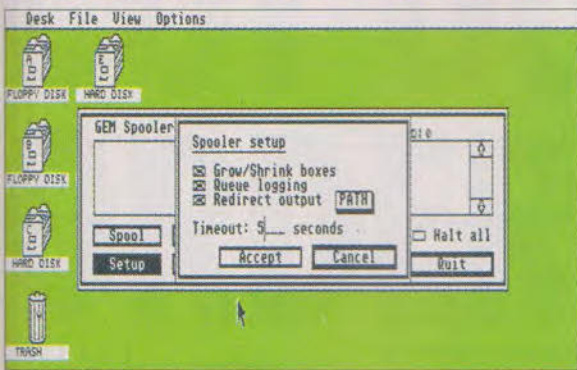 Desk File View Options
A
FLOPPY DISK
E
HARD DISK
FLOPPY DISK
HARD DISK
TRASH
GEM Spooler
Spooler setup
Grow/Shrink boxes
Queue logging
Redirect output PATH
Timeout: 5___ seconds
Accept Cancel
Spool
Halt all
Setup
Quit